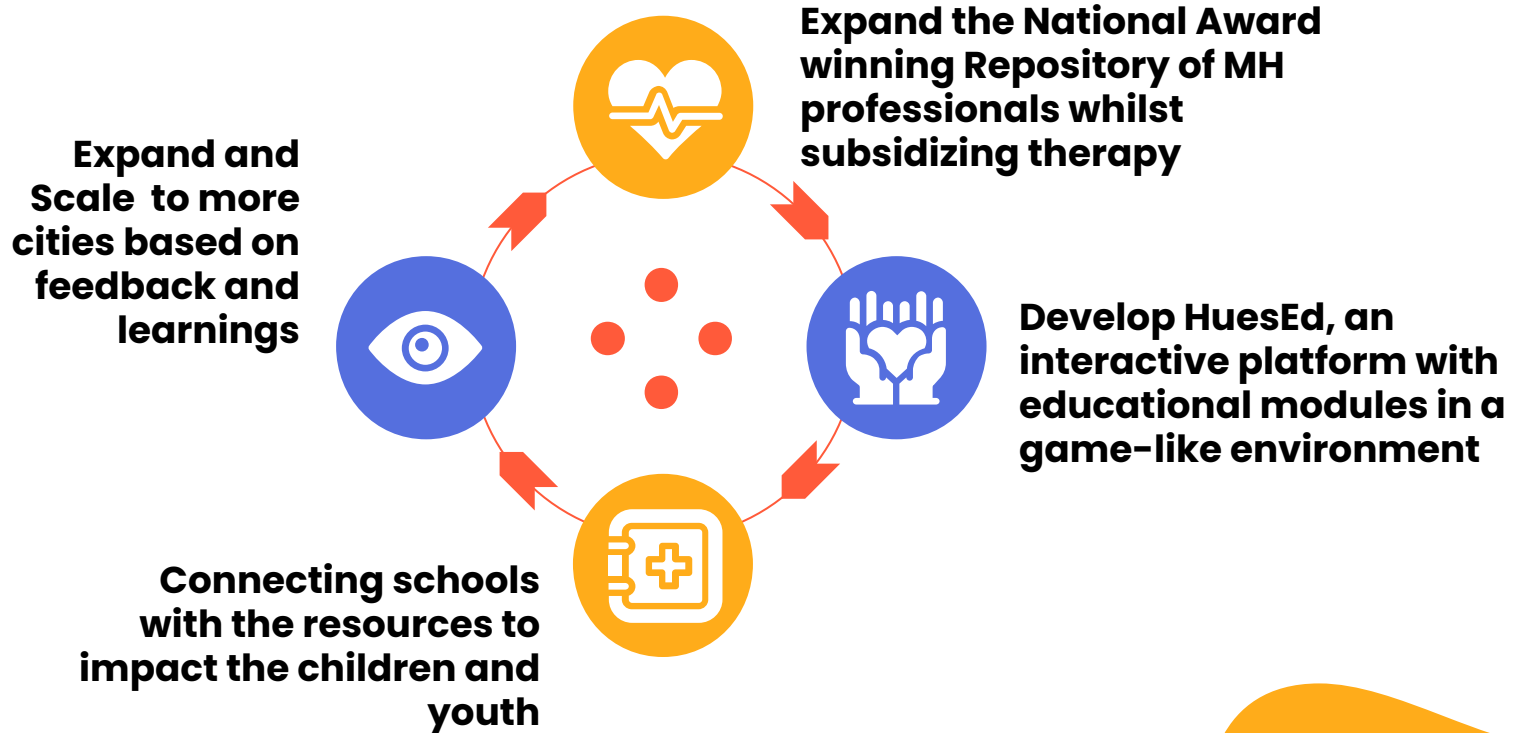 Expand the National Award
winning Repository of MH
professionals whilst
subsidizing therapy
Develop HuesEd, an
interactive platform with
educational modules in a
game-like environment
Connecting schools
with the resources to
impact the children and
youth
Expand and
Scale  to more
cities based on
feedback and
learnings